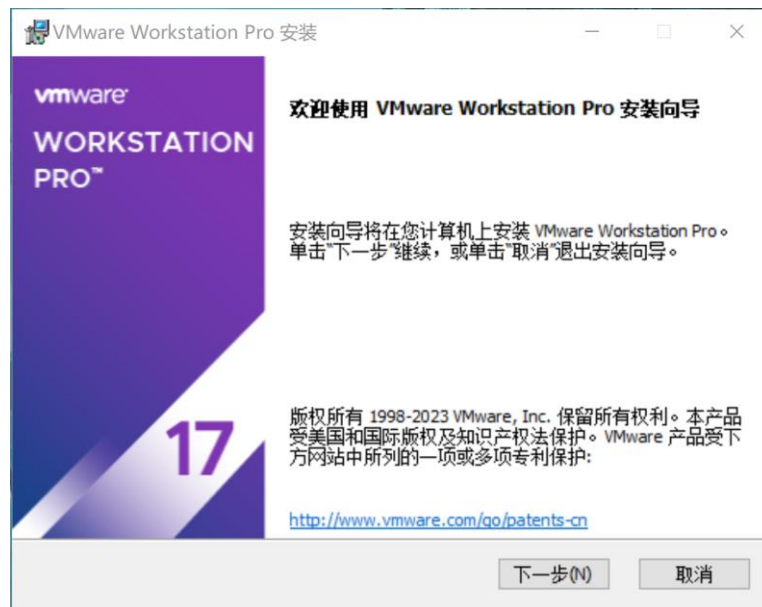 VMware Workstation Pro 安装
vmware
WORKSTATION
PRO™
17
欢迎使用 VMware Workstation Pro 安装向导
安装向导将在您计算机上安装 VMware Workstation Pro。
单击“下一步”继续，或单击“取消”退出安装向导。
版权所有 1998-2023 VMware, Inc. 保留所有权利。本产品
受美国和国际版权及知识产权法保护。VMware 产品受下
方网站中所列的一项或多项专利保护:
http://www.vmware.com/go/patents-cn
下一步(N)
取消